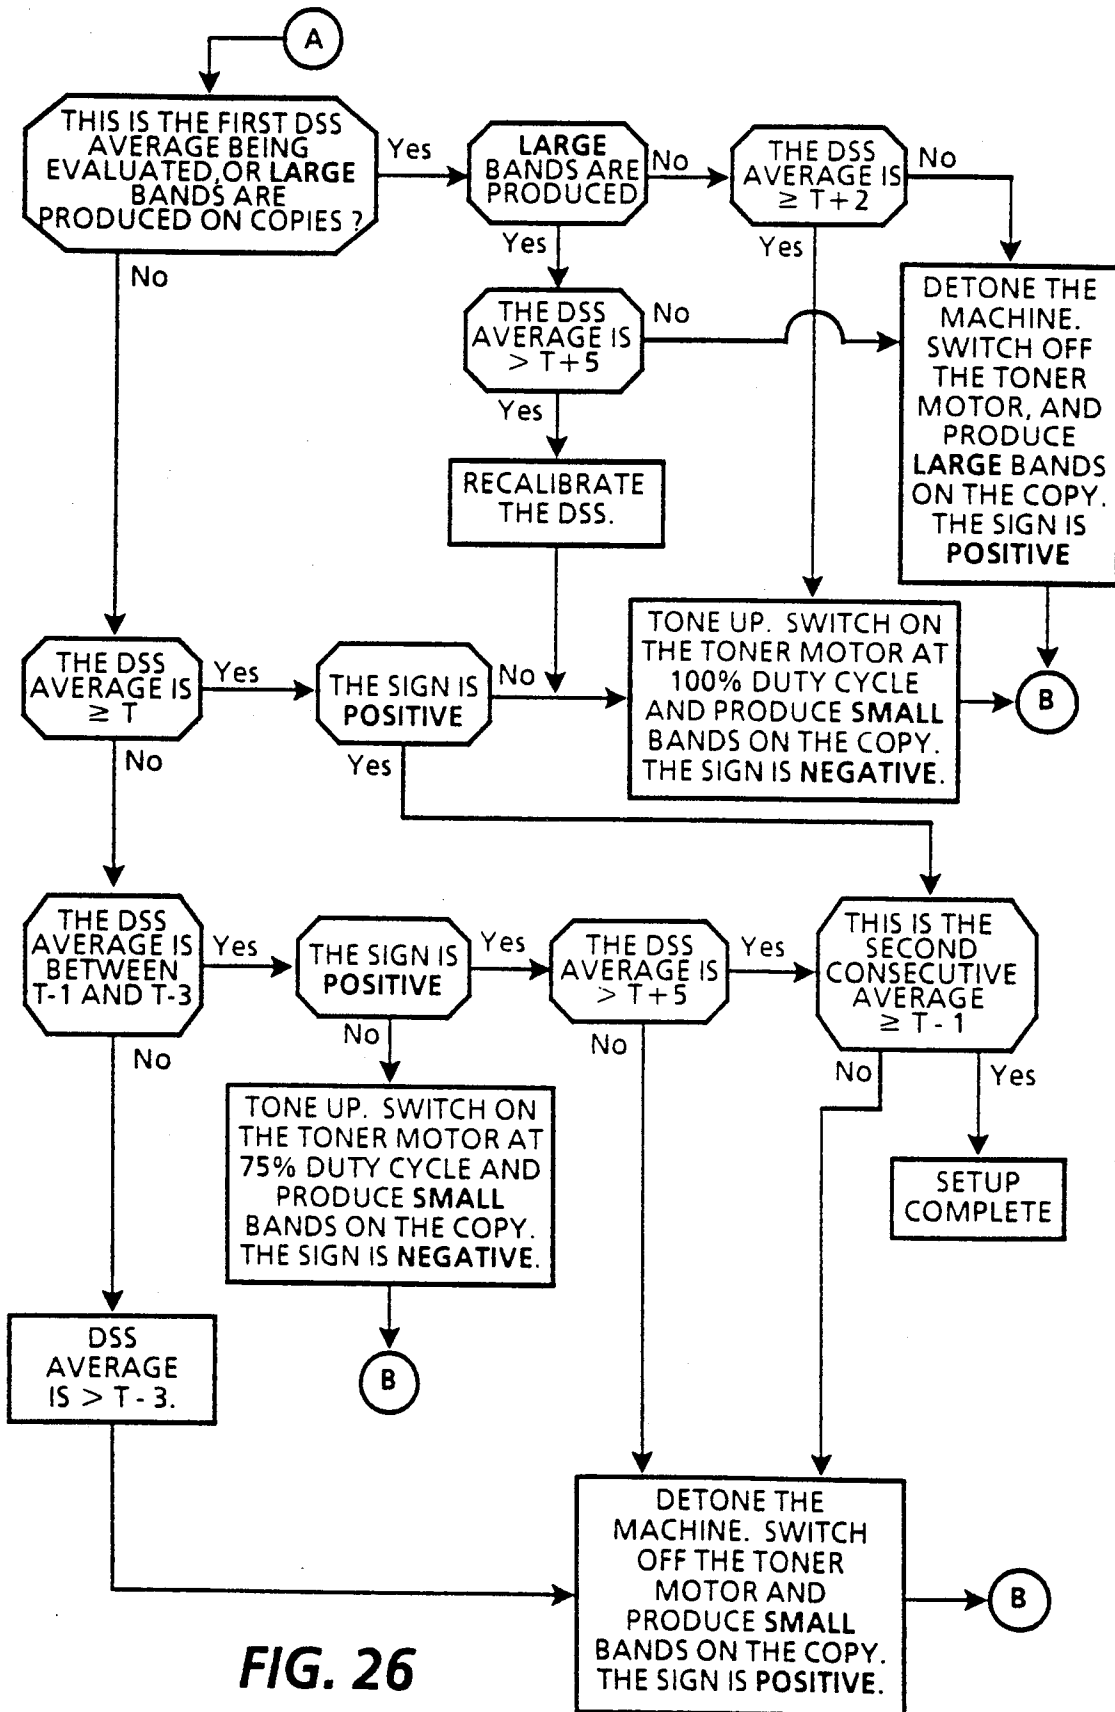 A
THIS IS THE FIRST DSS
AVERAGE BEING
EVALUATED, OR LARGE
BANDS ARE
PRODUCED ON COPIES ?
Yes
LARGE
BANDS ARE
PRODUCED
No
THE DSS
AVERAGE IS
≥ T+2
No
Yes
Yes
No
THE DSS
AVERAGE IS
> T+5
No
Yes
DETONE THE
MACHINE.
SWITCH OFF
THE TONER
MOTOR, AND
PRODUCE
LARGE BANDS
ON THE COPY.
THE SIGN IS
POSITIVE
RECALIBRATE
THE DSS.
THE DSS
AVERAGE IS
≥ T
Yes
THE SIGN IS
POSITIVE
No
TONE UP. SWITCH ON
THE TONER MOTOR AT
100% DUTY CYCLE
AND PRODUCE SMALL
BANDS ON THE COPY.
THE SIGN IS NEGATIVE.
B
No
Yes
THE DSS
AVERAGE IS
BETWEEN
T-1 AND T-3
Yes
THE SIGN IS
POSITIVE
Yes
THE DSS
AVERAGE IS
> T+5
Yes
THIS IS THE
SECOND
CONSECUTIVE
AVERAGE
≥ T - 1
No
No
No
No
Yes
TONE UP. SWITCH ON
THE TONER MOTOR AT
75% DUTY CYCLE AND
PRODUCE SMALL
BANDS ON THE COPY.
THE SIGN IS NEGATIVE.
SETUP
COMPLETE
DSS
AVERAGE
IS > T - 3.
B
DETONE THE
MACHINE. SWITCH
OFF THE TONER
MOTOR AND
PRODUCE SMALL
BANDS ON THE COPY.
THE SIGN IS POSITIVE.
B
FIG. 26